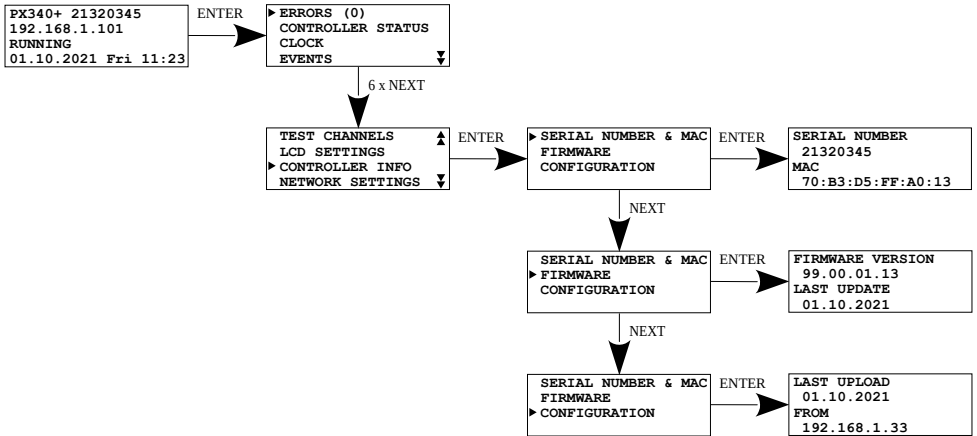 PX340+ 21320345
192.168.1.101
RUNNING
01.10.2021 Fri 11:23
ENTER
ERRORS (0)
CONTROLLER STATUS
CLOCK
EVENTS
6 x NEXT
TEST CHANNELS
LCD SETTINGS
CONTROLLER INFO
NETWORK SETTINGS
ENTER
SERIAL NUMBER & MAC
FIRMWARE
CONFIGURATION
ENTER
SERIAL NUMBER
21320345
MAC
70:B3:D5:FF:A0:13
NEXT
SERIAL NUMBER & MAC
FIRMWARE
CONFIGURATION
ENTER
FIRMWARE VERSION
99.00.01.13
LAST UPDATE
01.10.2021
NEXT
SERIAL NUMBER & MAC
FIRMWARE
CONFIGURATION
ENTER
LAST UPLOAD
01.10.2021
FROM
192.168.1.33